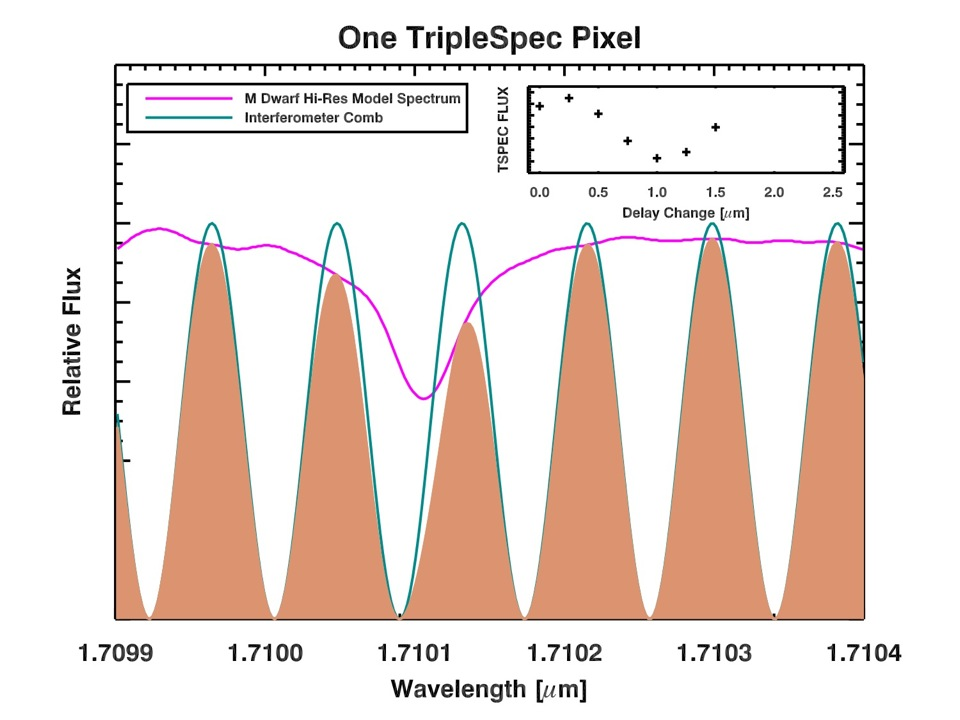 One TripleSpec Pixel
M Dwarf Hi-Res Model Spectrum
Interferometer Comb
TSPEC FLUX
0.0 0.5 1.0 1.5 2.0 2.5
Delay Change [μm]
Relative Flux
1.7099 1.7100 1.7101 1.7102 1.7103 1.7104
Wavelength [μm]